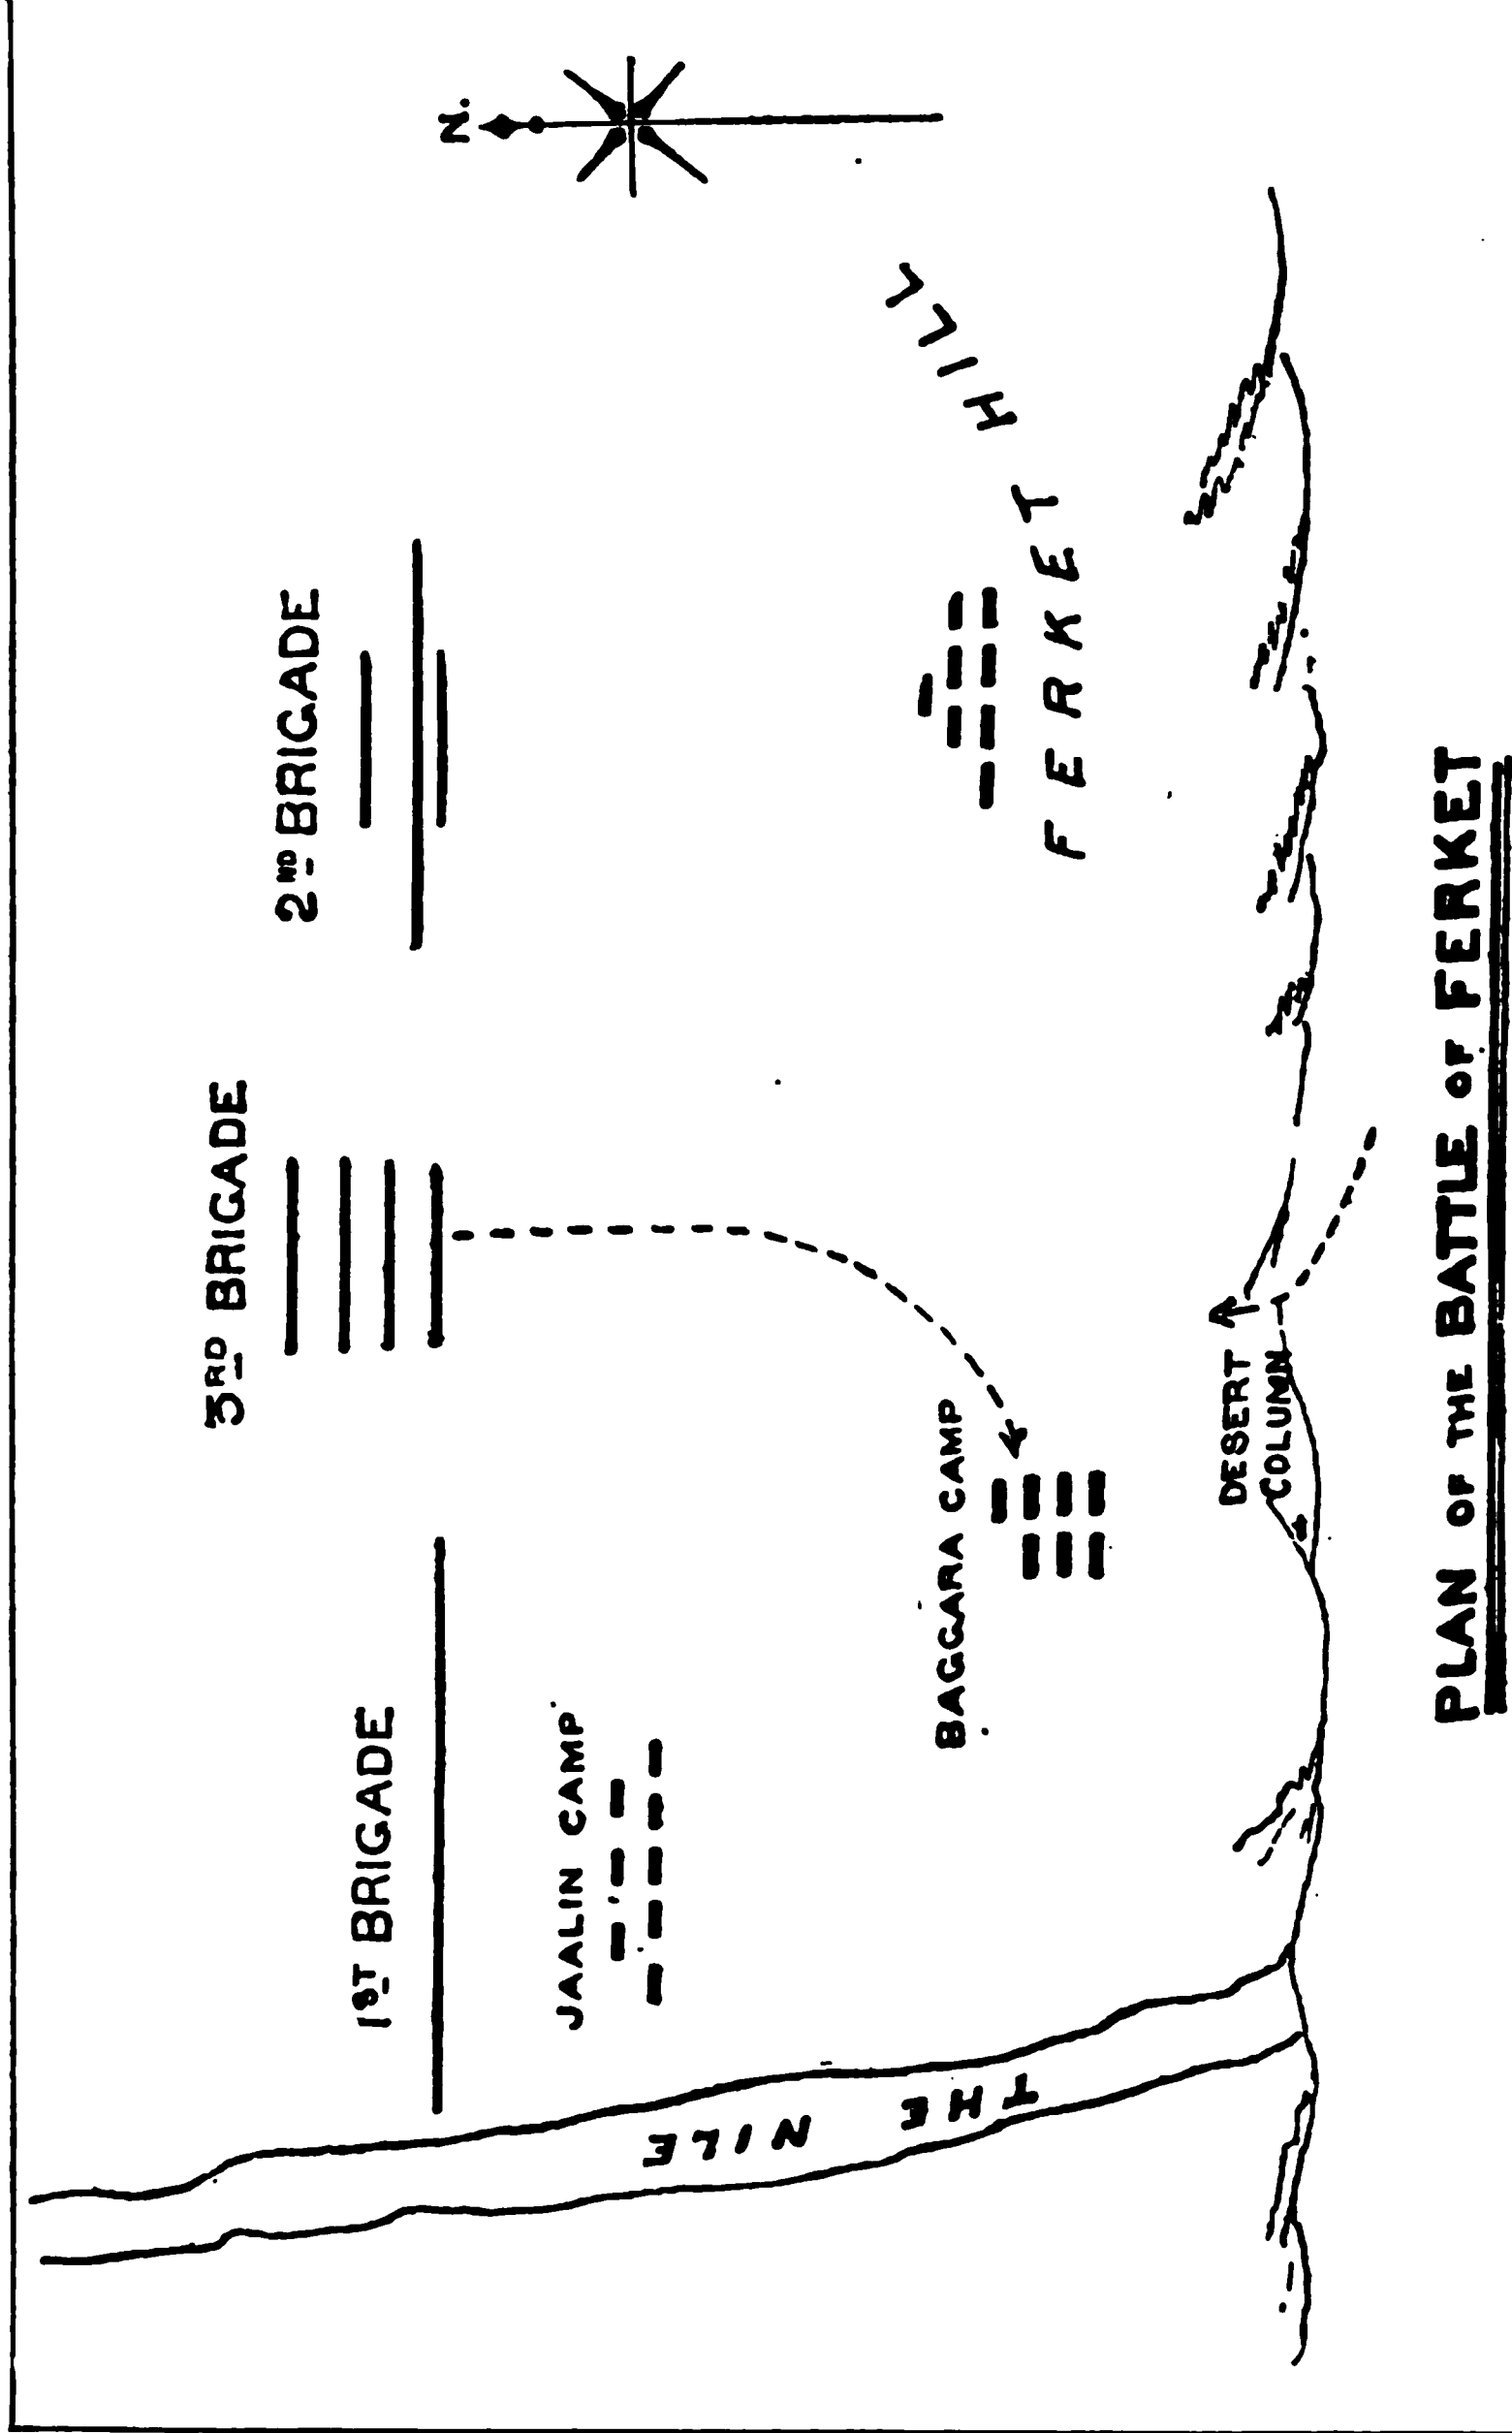 N.
3RD BRIGADE
2ND BRIGADE
1ST BRIGADE
JAALIN CAMP
THE NILE
BAGGARA CAMP
FERKET HILL
DESERT
COLUMN
PLAN OF THE BATTLE OF FERKET